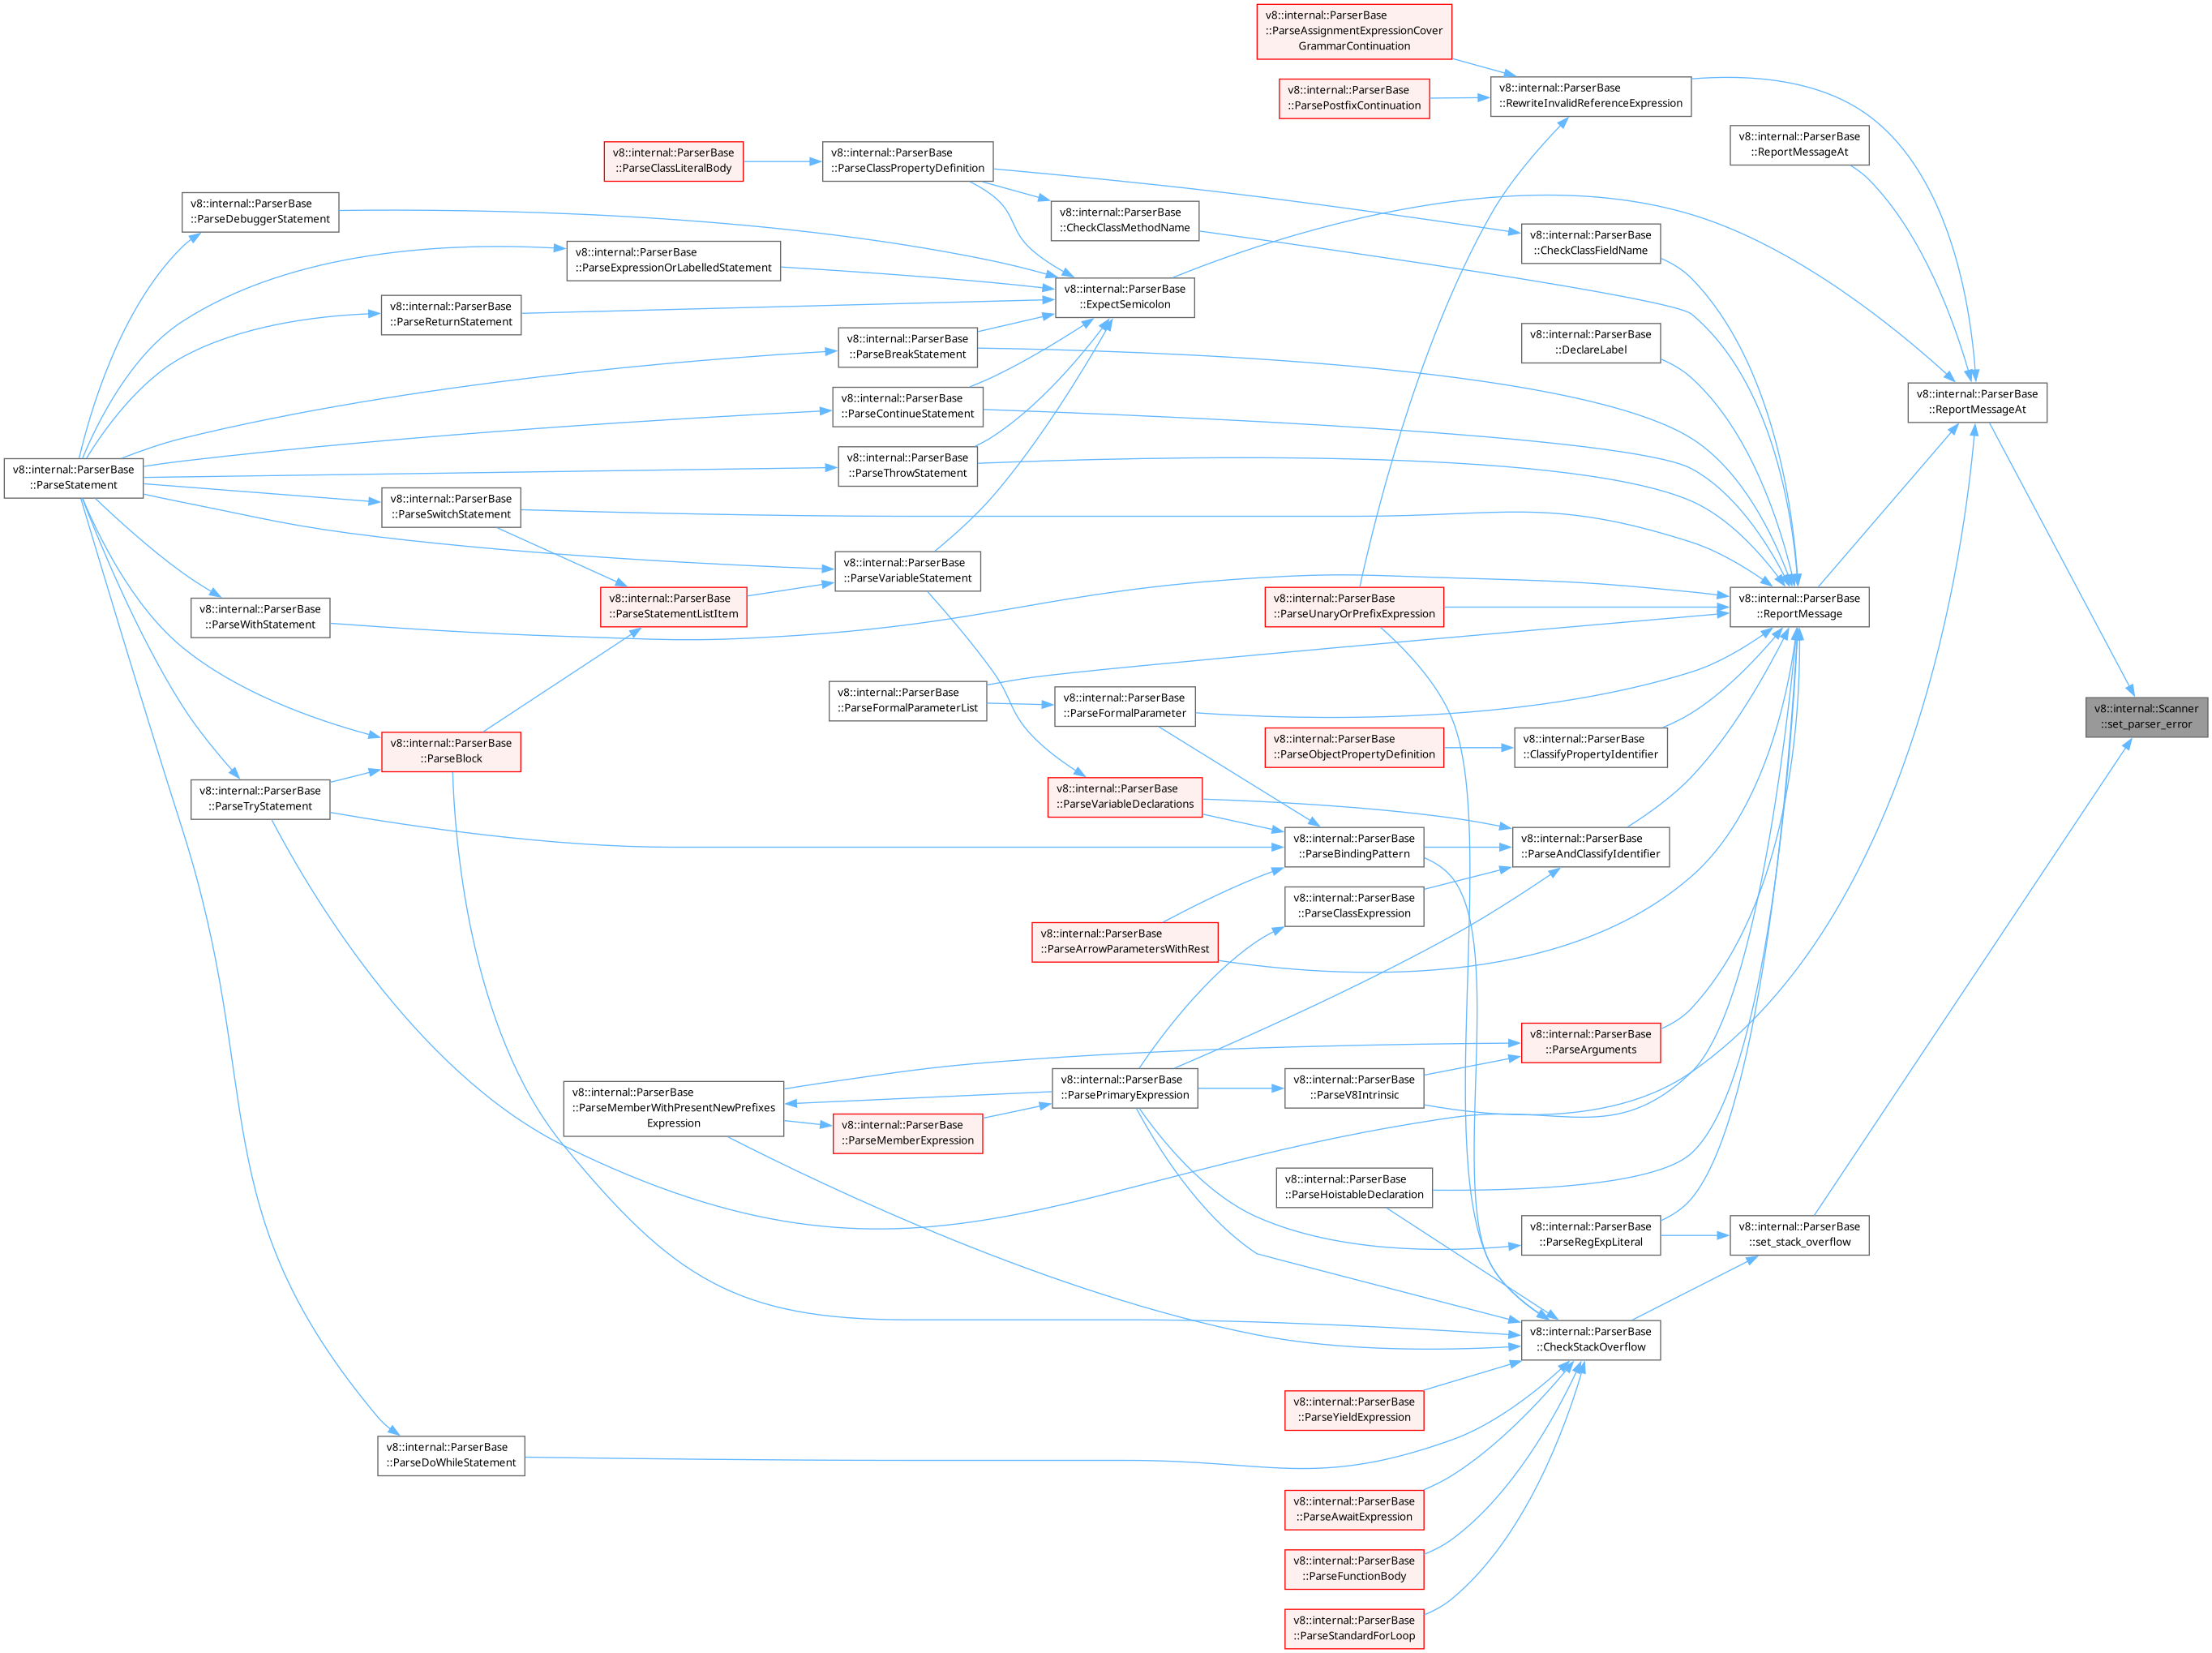 v8::internal::ParserBase
::ParseAssignmentExpressionCover
GrammarContinuation
v8::internal::ParserBase
::ParsePostfixContinuation
v8::internal::ParserBase
::RewriteInvalidReferenceExpression
v8::internal::ParserBase
::ReportMessageAt
v8::internal::ParserBase
::ParseClassLiteralBody
v8::internal::ParserBase
::ParseClassPropertyDefinition
v8::internal::ParserBase
::ParseDebuggerStatement
v8::internal::ParserBase
::CheckClassMethodName
v8::internal::ParserBase
::CheckClassFieldName
v8::internal::ParserBase
::ParseExpressionOrLabelledStatement
v8::internal::ParserBase
::ExpectSemicolon
v8::internal::ParserBase
::ParseReturnStatement
v8::internal::ParserBase
::ParseBreakStatement
v8::internal::ParserBase
::DeclareLabel
v8::internal::ParserBase
::ParseContinueStatement
v8::internal::ParserBase
::ReportMessageAt
v8::internal::ParserBase
::ParseThrowStatement
v8::internal::ParserBase
::ParseStatement
v8::internal::ParserBase
::ParseSwitchStatement
v8::internal::ParserBase
::ParseVariableStatement
v8::internal::ParserBase
::ParseWithStatement
v8::internal::ParserBase
::ParseStatementListItem
v8::internal::ParserBase
::ParseUnaryOrPrefixExpression
v8::internal::ParserBase
::ReportMessage
v8::internal::ParserBase
::ParseFormalParameterList
v8::internal::ParserBase
::ParseFormalParameter
v8::internal::Scanner
::set_parser_error
v8::internal::ParserBase
::ParseBlock
v8::internal::ParserBase
::ParseObjectPropertyDefinition
v8::internal::ParserBase
::ClassifyPropertyIdentifier
v8::internal::ParserBase
::ParseTryStatement
v8::internal::ParserBase
::ParseVariableDeclarations
v8::internal::ParserBase
::ParseBindingPattern
v8::internal::ParserBase
::ParseAndClassifyIdentifier
v8::internal::ParserBase
::ParseClassExpression
v8::internal::ParserBase
::ParseArrowParametersWithRest
v8::internal::ParserBase
::ParseArguments
v8::internal::ParserBase
::ParseMemberWithPresentNewPrefixes
Expression
v8::internal::ParserBase
::ParsePrimaryExpression
v8::internal::ParserBase
::ParseV8Intrinsic
v8::internal::ParserBase
::ParseMemberExpression
v8::internal::ParserBase
::ParseHoistableDeclaration
v8::internal::ParserBase
::ParseRegExpLiteral
v8::internal::ParserBase
::set_stack_overflow
v8::internal::ParserBase
::CheckStackOverflow
v8::internal::ParserBase
::ParseYieldExpression
v8::internal::ParserBase
::ParseDoWhileStatement
v8::internal::ParserBase
::ParseAwaitExpression
v8::internal::ParserBase
::ParseFunctionBody
v8::internal::ParserBase
::ParseStandardForLoop